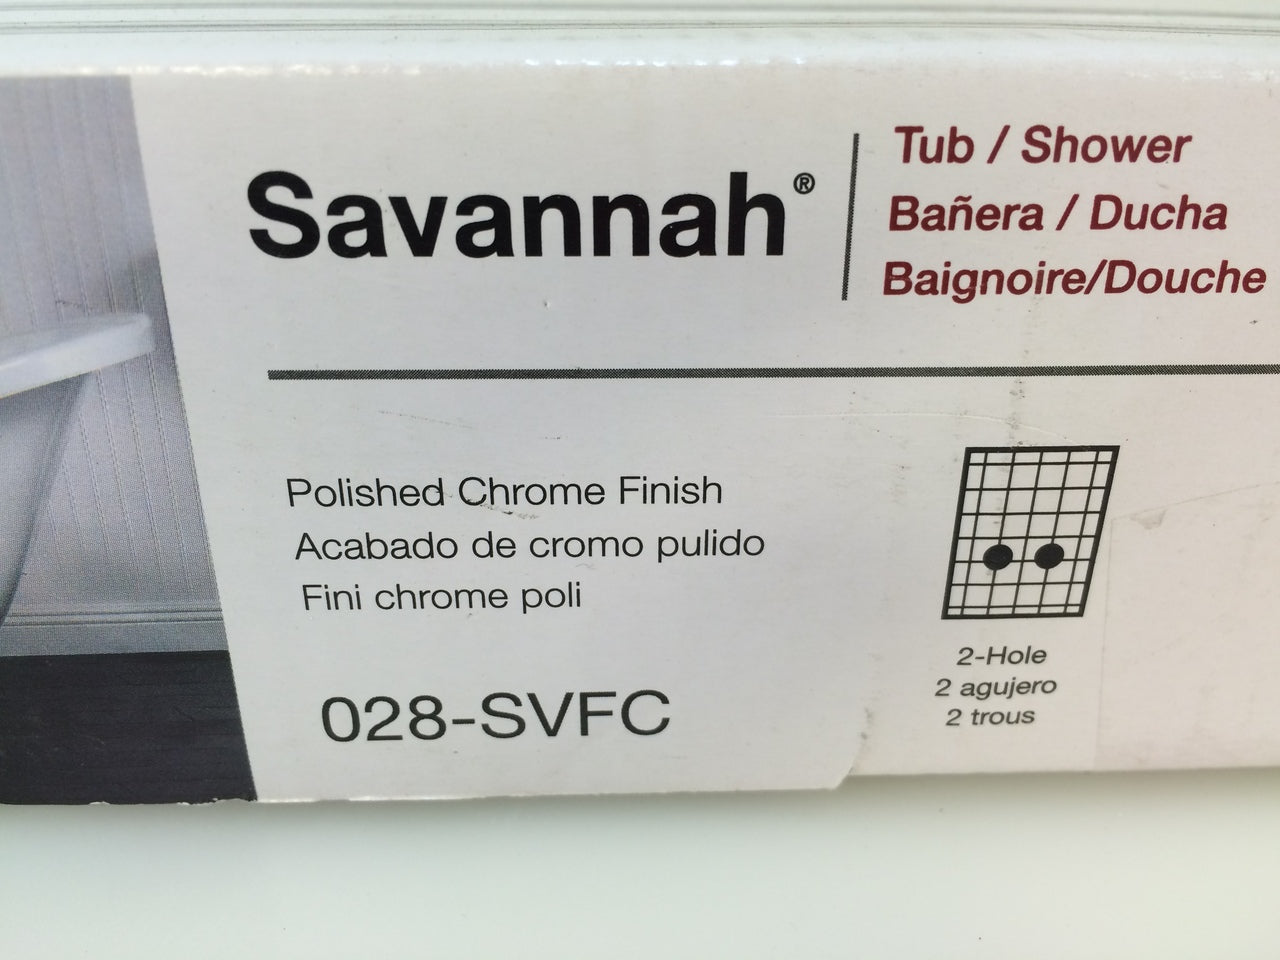 Savannah®
Tub / Shower
Bañera / Ducha
Baignoire/Douche
Polished Chrome Finish
Acabado de cromo pulido
Fini chrome poli
028-SVFC
2-Hole
2 agujero
2 trous